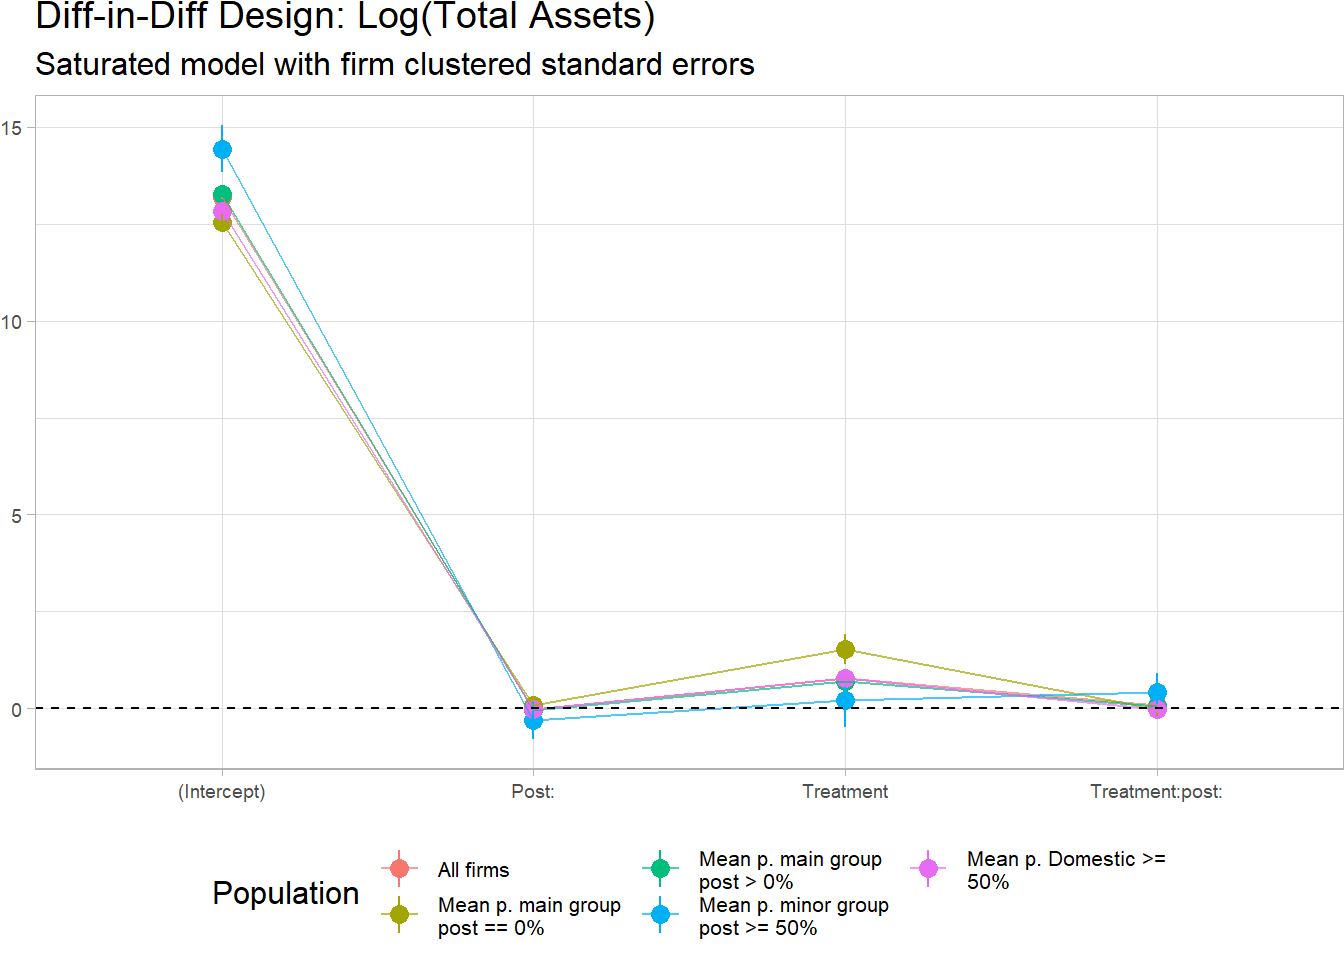 Diff-in-Diff Design: Log(Total Assets)
Saturated model with firm clustered standard errors
15
10
5
0
(Intercept)
Post:
Treatment
Treatment:post:
Population
All firms
Mean p. main group
post == 0%
Mean p. main group
post > 0%
Mean p. minor group
post >= 50%
Mean p. Domestic >=
50%